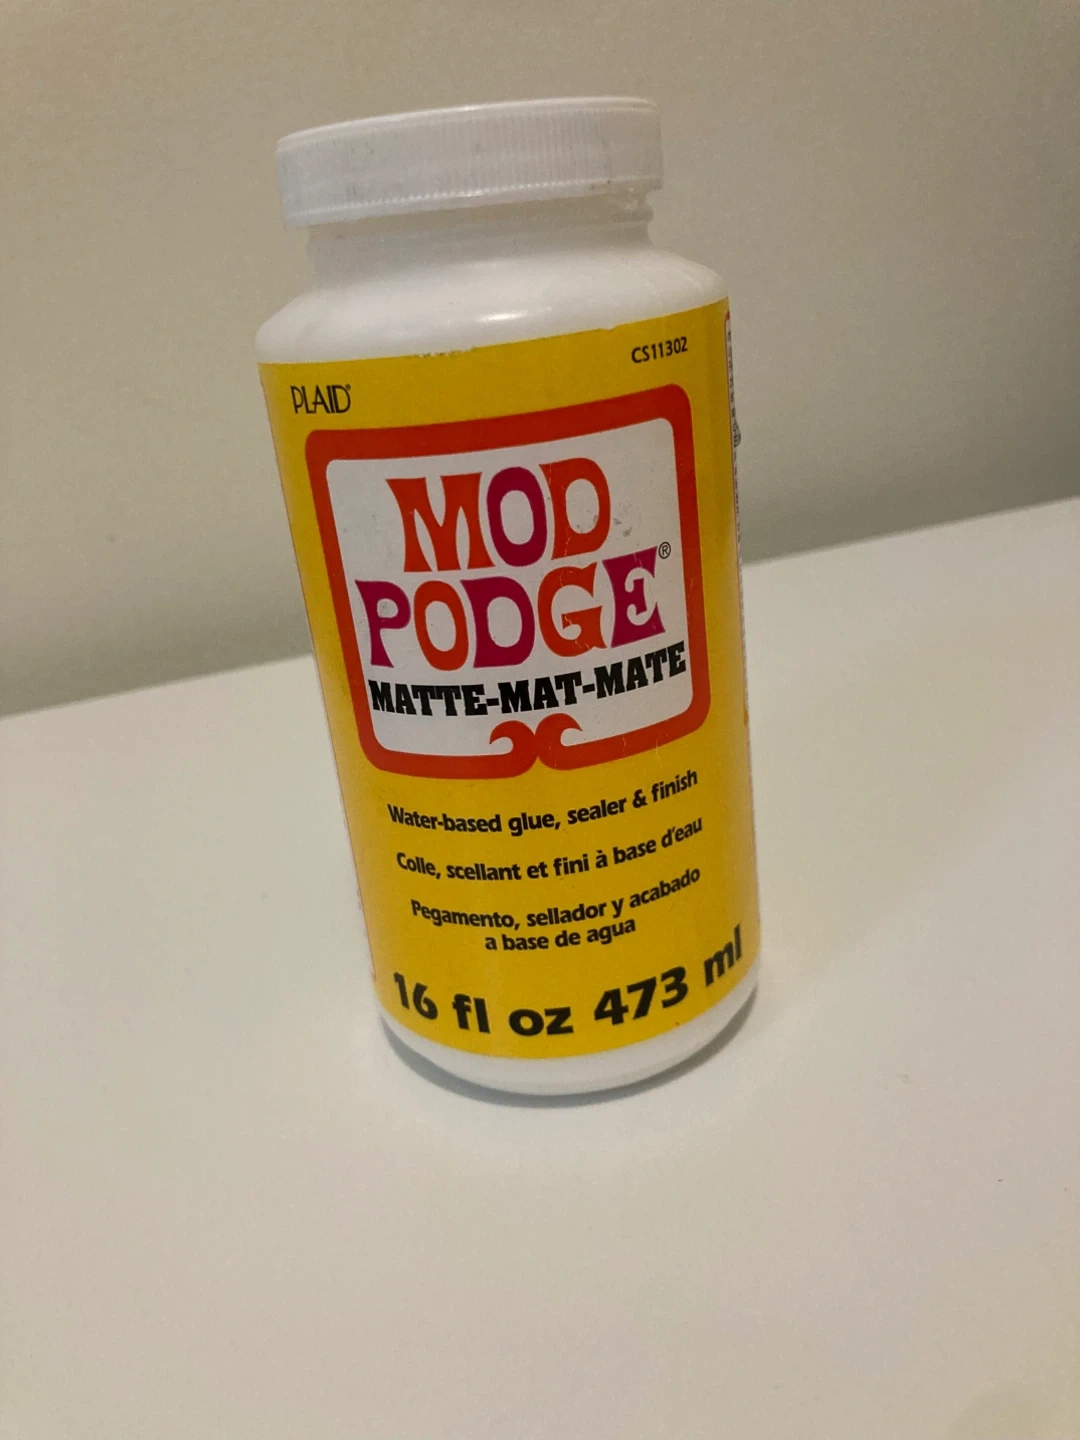 PLAID®
CS11302
MOD
PODGE®
MATTE-MAT-MATE
Water-based glue, sealer & finish
Colle, scellant et fini à base d'eau
Pegamento, sellador y acabado
a base de agua
16 fl oz 473 ml